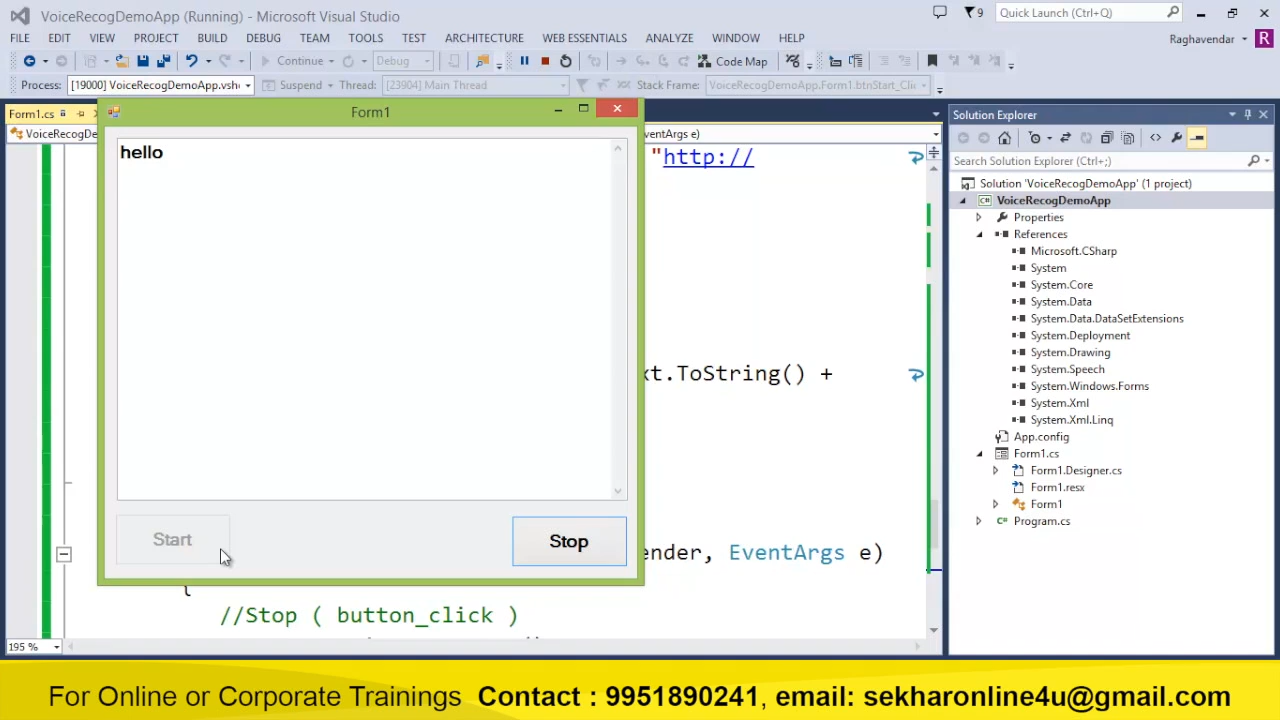 VoiceRecogDemoApp (Running) - Microsoft Visual Studio
9
Quick Launch (Ctrl+Q)
FILE EDIT VIEW PROJECT BUILD DEBUG TEAM TOOLS TEST ARCHITECTURE WEB ESSENTIALS ANALYZE WINDOW HELP
Raghavendar R
Continue Debug Code Map
Process: [19000] VoiceRecogDemoApp.vsh Suspend Thread: [23904] Main Thread Stack Frame: VoiceRecogDemoApp.Form1.btnStart_Clic
Form1.cs
Form1
VoiceRecogDe
ventArgs e)
hello
"http://
xt.ToString() +
ender, EventArgs e)
Start
Stop
{
//Stop ( button_click )
195 %
Solution Explorer
Search Solution Explorer (Ctrl+;)
Solution 'VoiceRecogDemoApp' (1 project)
C# VoiceRecogDemoApp
Properties
References
Microsoft.CSharp
System
System.Core
System.Data
System.Data.DataSetExtensions
System.Deployment
System.Drawing
System.Speech
System.Windows.Forms
System.Xml
System.Xml.Linq
App.config
Form1.cs
Form1.Designer.cs
Form1.resx
Form1
C# Program.cs
For Online or Corporate Trainings Contact : 9951890241, email: sekharonline4u@gmail.com